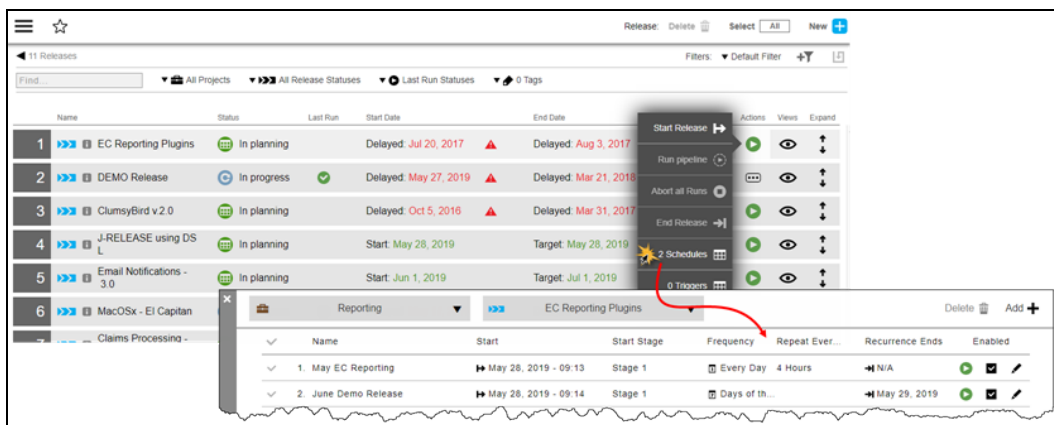 Release: Delete Select All New
11 Releases Filters: Default Filter
Find... All Projects All Release Statuses Last Run Statuses 0 Tags
Name Status Last Run Start Date End Date Actions Views Expand
1 EC Reporting Plugins In planning Delayed: Jul 20, 2017 Delayed: Aug 3, 2017
2 DEMO Release In progress Delayed: May 27, 2019 Delayed: Mar 21, 2018
3 ClumsyBird v.2.0 In planning Delayed: Oct 5, 2016 Delayed: Mar 31, 2017
4 J-RELEASE using DS
L In planning Start: May 28, 2019 Target: May 28, 2019
5 Email Notifications -
3.0 In planning Start: Jun 1, 2019 Target: Jul 1, 2019
6 MacOSx - El Capitan
Claims Processing -
Start Release
Run pipeline
Abort all Runs
End Release
2 Schedules
0 Triggers
Reporting EC Reporting Plugins Delete Add
Name Start Start Stage Frequency Repeat Ever... Recurrence Ends Enabled
1. May EC Reporting May 28, 2019 - 09:13 Stage 1 Every Day 4 Hours N/A
2. June Demo Release May 28, 2019 - 09:14 Stage 1 Days of th... May 29, 2019